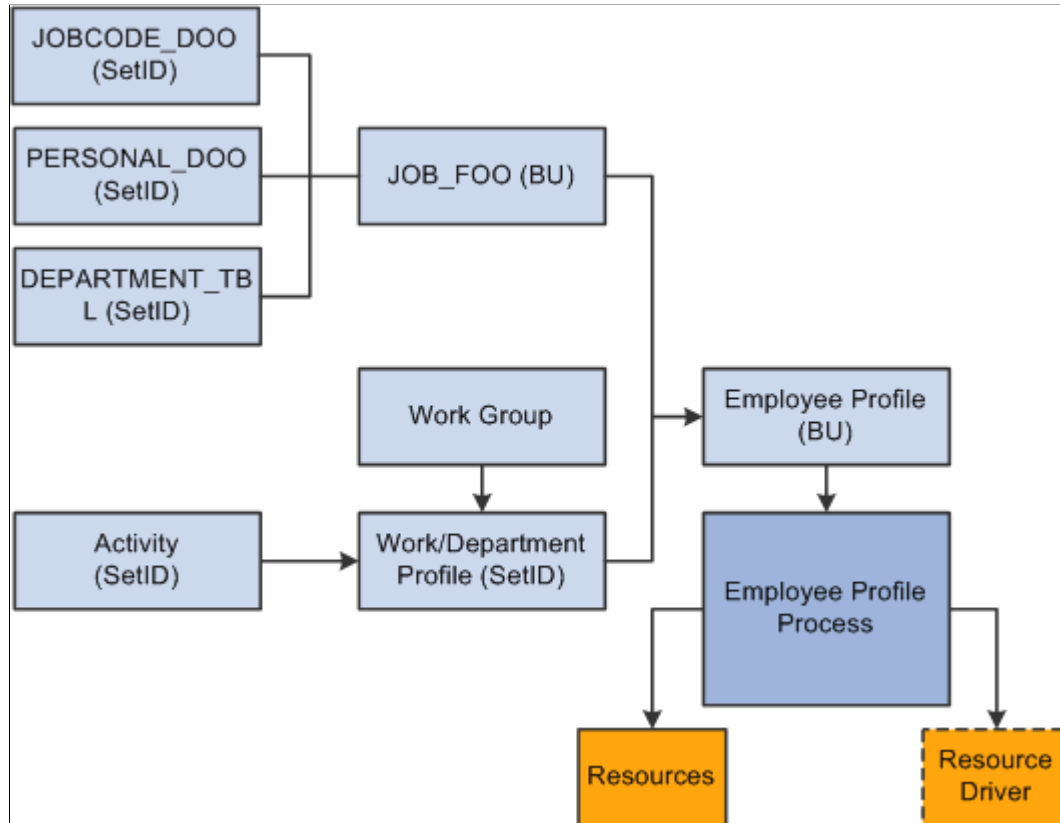 JOBCODE_DOO
(SetID)
PERSONAL_DOO
(SetID)
JOB_FOO (BU)
DEPARTMENT_TB
L (SetID)
Work Group
Employee Profile
(BU)
Activity
(SetID)
Work/Department
Profile (SetID)
Employee Profile
Process
Resources
Resource
Driver